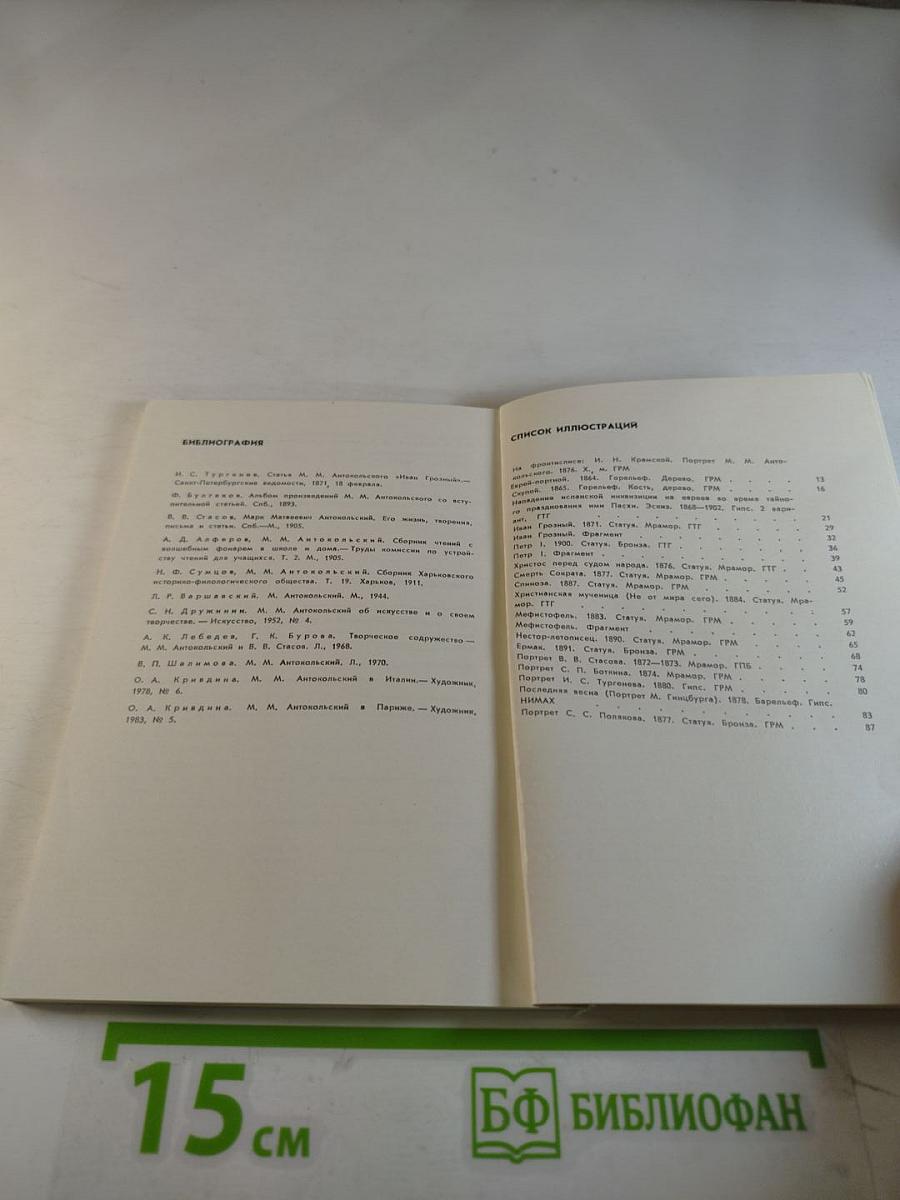 БИБЛИОГРАФИЯ
И. С. Тургенев. Статья М. М. Антокольского «Иван Грозный».—
Санкт-Петербургские ведомости, 1871, 18 февраля.
Ф. Булгаков. Альбом произведений М. М. Антокольского со всту-
пительной статьей. Спб., 1893.
В. В. Стасов. Марк Матвеевич Антокольский. Его жизнь, творения,
письма и статьи. Спб.—М., 1905.
А. Д. Алферов. М. М. Антокольский. Сборник чтений с
волшебным фонарем в школе и дома.— Труды комиссии по устрой-
ству чтений для учащихся. Т. 2. М., 1905.
Н. Ф. Сумцов. М. М. Антокольский. Сборник Харьковского
историко-филологического общества. Т. 19. Харьков, 1911.
Л. Р. Варшавский. М. Антокольский. М., 1944.
С. Н. Дружинин. М. М. Антокольский об искусстве и о своем
творчестве. — Искусство, 1952, № 4.
А. К. Лебедев, Г. К. Бурова. Творческое содружество —
М. М. Антокольский и В. В. Стасов. Л., 1968.
В. П. Шалимова. М. М. Антокольский. Л., 1970.
О. А. Кривдина. М. М. Антокольский в Италии.— Художник,
1978, № 6.
О. А. Кривдина. М. М. Антокольский в Париже. — Художник,
1983, № 5.
СПИСОК ИЛЛЮСТРАЦИЙ
На фронтисписе: И. Н. Крамской. Портрет М. М. Анто-
кольского. 1876. Х., м. ГРМ
Еврей-портной. 1864. Горельеф. Дерево. ГРМ . . . . 13
Скупой. 1865. Горельеф. Кость, дерево. ГРМ . . . . 16
Нападение испанской инквизиции на евреев во время тайно-
го празднования ими Пасхи. Эскиз. 1868—1902. Гипс. 2 вари-
ант. ГТГ . . . . . . . . 21
Иван Грозный. 1871. Статуя. Мрамор. ГТГ . . . . 29
Иван Грозный. Фрагмент . . . . . . 32
Петр I. 1900. Статуя. Бронза. ГТГ . . . . . 36
Петр I. Фрагмент . . . . . . . 39
Христос перед судом народа. 1876. Статуя. Мрамор. ГТГ . . 43
Смерть Сократа. 1877. Статуя. Мрамор. ГРМ . . . . 45
Спиноза. 1887. Статуя. Мрамор. ГРМ . . . . . 52
Христианская мученица (Не от мира сего). 1884. Статуя. Мра-
мор. ГТГ . . . . . . . . 57
Мефистофель. 1883. Статуя. Мрамор. ГРМ . . . . 59
Мефистофель. Фрагмент . . . . . . 62
Нестор-летописец. 1890. Статуя. Мрамор. ГРМ . . . 65
Ермак. 1891. Статуя. Бронза. ГРМ . . . . . 68
Портрет В. В. Стасова. 1872—1873. Мрамор. ГПБ . . . 74
Портрет С. П. Боткина. 1874. Мрамор. ГРМ . . . . 78
Портрет И. С. Тургенева. 1880. Гипс. ГРМ . . . . 80
Последняя весна (Портрет М. Гинцбурга). 1878. Барельеф. Гипс.
НИМАХ . . . . . . . . 83
Портрет С. С. Полякова. 1877. Статуя. Бронза. ГРМ . . . 87
15 см
БФ БИБЛИОФАН